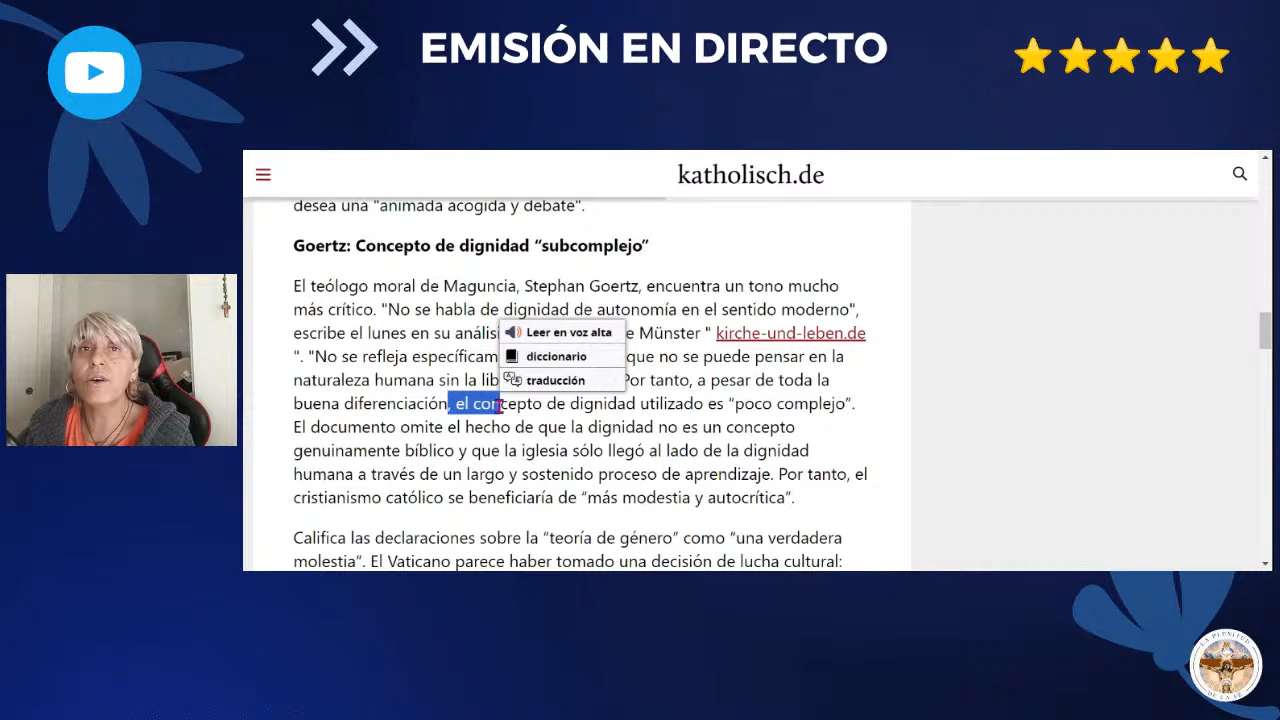 EMISIÓN EN DIRECTO
katholisch.de
desea una "animada acogida y debate".
Goertz: Concepto de dignidad “subcomplejo”
El teólogo moral de Maguncia, Stephan Goertz, encuentra un tono mucho
más crítico. "No se habla de dignidad de autonomía en el sentido moderno",
escribe el lunes en su anális e Münster " kirche-und-leben.de
Leer en voz alta
". "No se refleja específicam que no se puede pensar en la
diccionario
naturaleza humana sin la lib Por tanto, a pesar de toda la
traducción
buena diferenciación, el concepto de dignidad utilizado es “poco complejo”.
El documento omite el hecho de que la dignidad no es un concepto
genuinamente bíblico y que la iglesia sólo llegó al lado de la dignidad
humana a través de un largo y sostenido proceso de aprendizaje. Por tanto, el
cristianismo católico se beneficiaría de “más modestia y autocrítica”.
Califica las declaraciones sobre la “teoría de género” como “una verdadera
molestia“. El Vaticano parece haber tomado una decisión de lucha cultural:
LA PLENITUD
DE LA FE